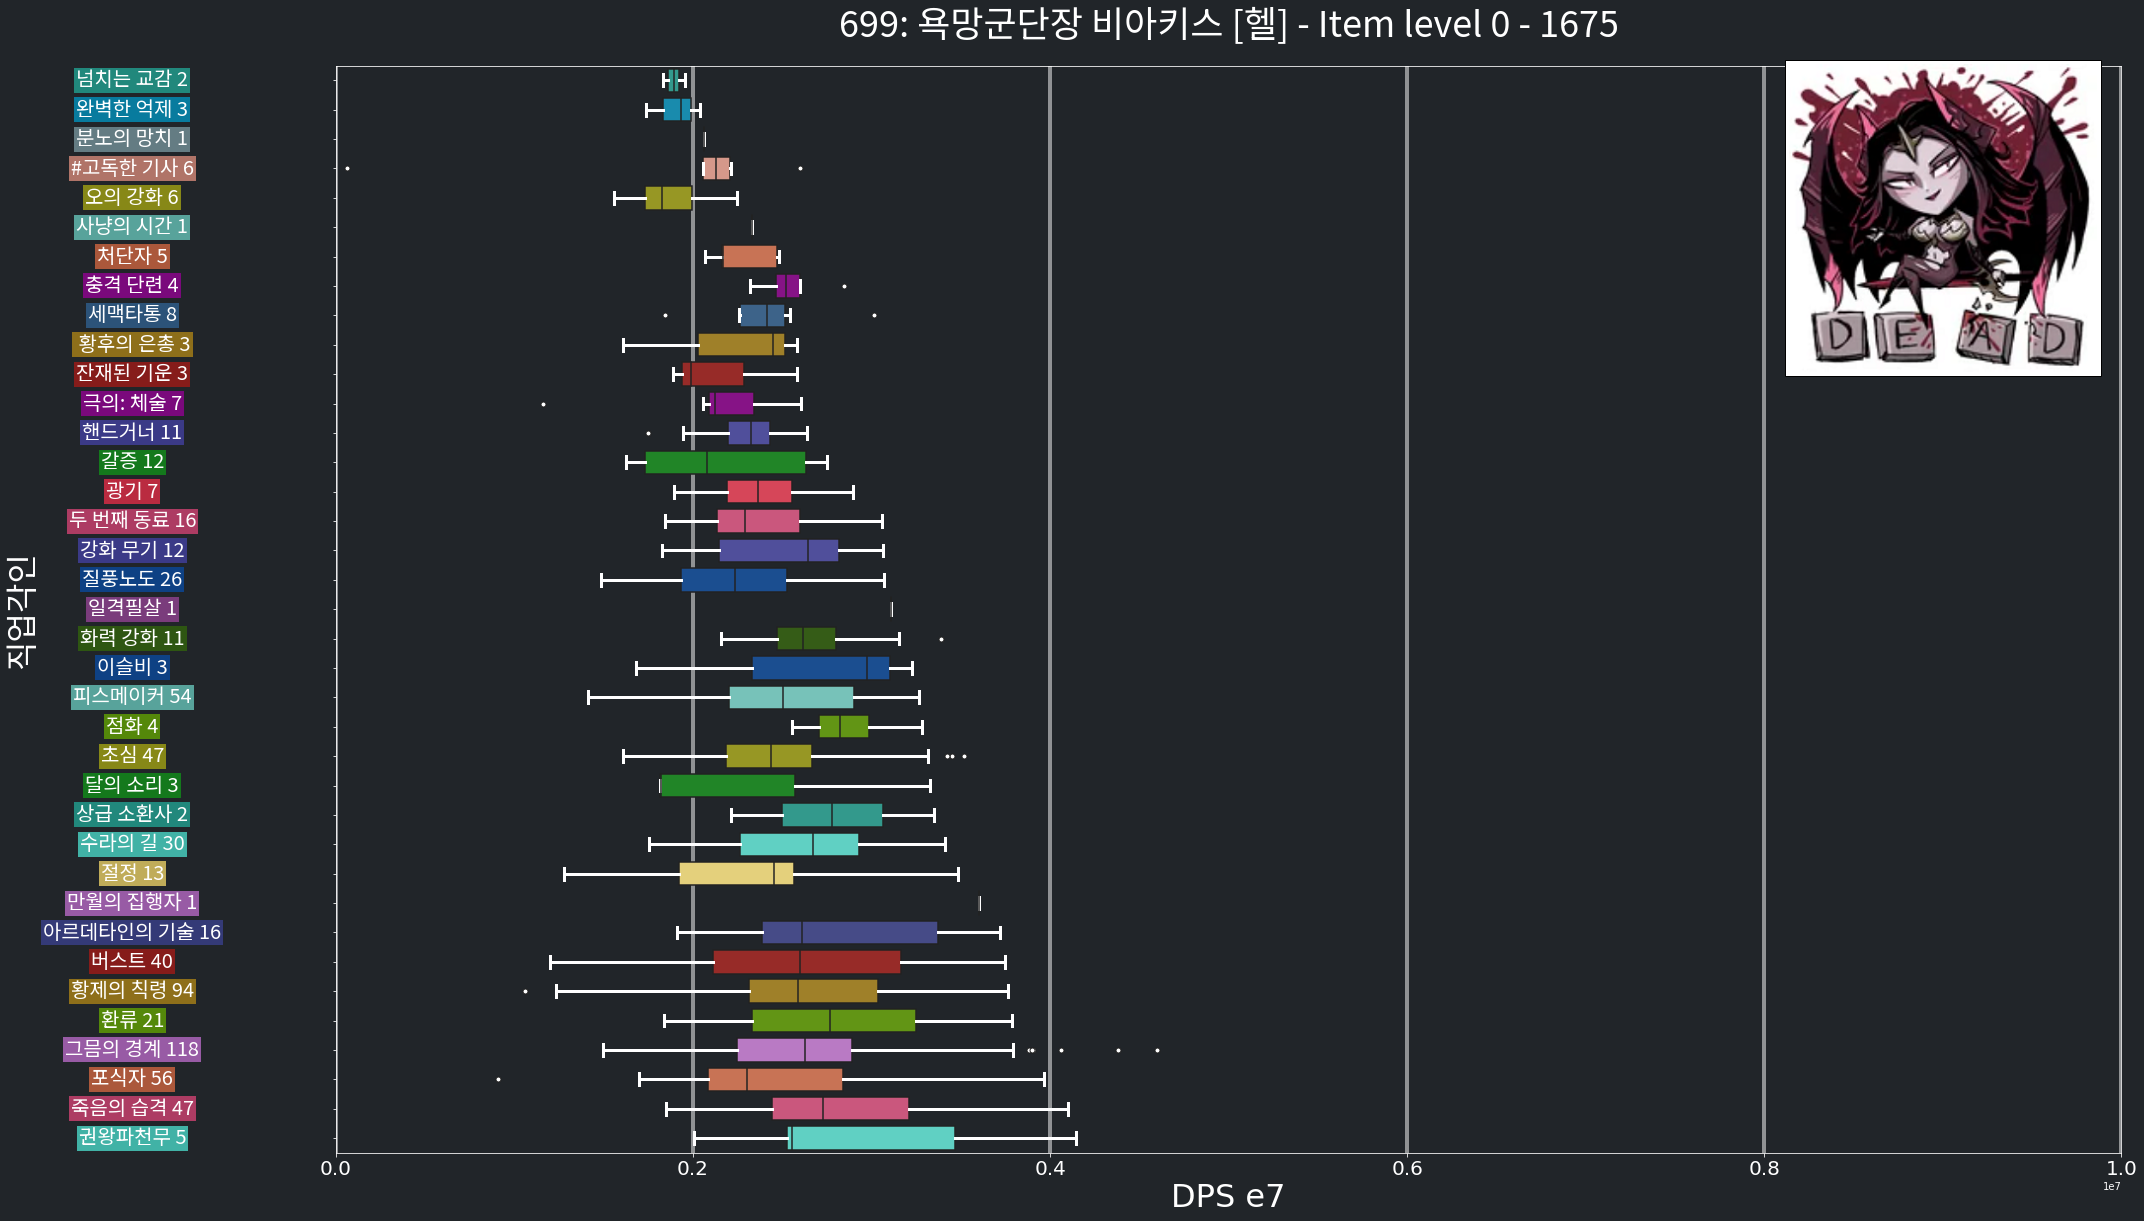 699: 욕망군단장 비아키스 [헬] - Item level 0 - 1675
넘치는 교감 2
완벽한 억제 3
분노의 망치 1
#고독한 기사 6
오의 강화 6
사냥의 시간 1
처단자 5
충격 단련 4
세맥타통 8
황후의 은총 3
잔재된 기운 3
극의: 체술 7
핸드거너 11
갈증 12
광기 7
두 번째 동료 16
강화 무기 12
질풍노도 26
일격필살 1
화력 강화 11
이슬비 3
피스메이커 54
점화 4
초심 47
달의 소리 3
상급 소환사 2
수라의 길 30
절정 13
만월의 집행자 1
아르데타인의 기술 16
버스트 40
황제의 칙령 94
환류 21
그믐의 경계 118
포식자 56
죽음의 습격 47
권왕파천무 5
직업각인
0.0 0.2 0.4 0.6 0.8 1.0
1e7
DPS e7
D E A D